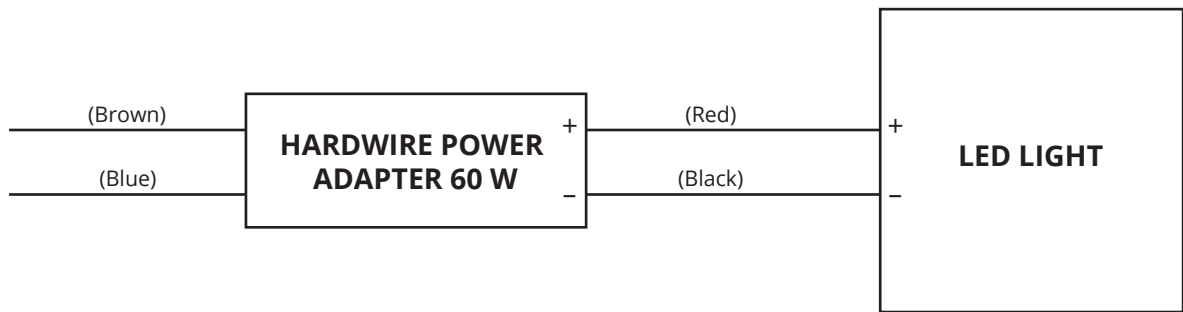 (Brown)
(Blue)
HARDWIRE POWER
ADAPTER 60 W
+
−
(Red)
(Black)
+
−
LED LIGHT